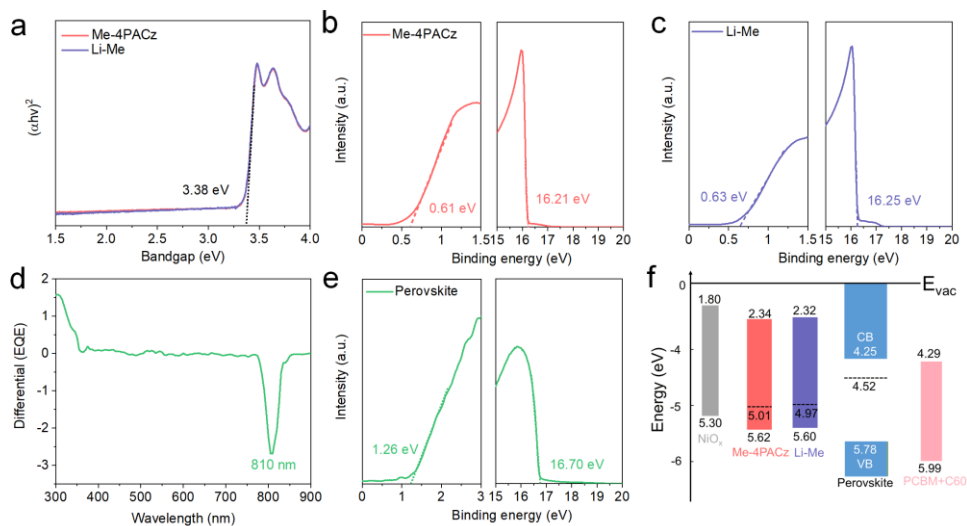 a
Me-4PACz
Li-Me
(αhν)²
3.38 eV
1.5 2.0 2.5 3.0 3.5 4.0
Bandgap (eV)
b
Me-4PACz
Intensity (a.u.)
0.61 eV
16.21 eV
0 0.5 1 1.5 15 16 17 18 19 20
Binding energy (eV)
c
Li-Me
Intensity (a.u.)
0.63 eV
16.25 eV
0 0.5 1 1.5 15 16 17 18 19 20
Binding energy (eV)
d
Differential (EQE)
2
1
0
-1
-2
-3
810 nm
300 400 500 600 700 800 900
Wavelength (nm)
e
Perovskite
Intensity (a.u.)
1.26 eV
16.70 eV
0 1 2 3 15 16 17 18 19 20
Binding energy (eV)
f
Energy (eV)
0
-4
-5
-6
E_vac
1.80
5.30
NiOₓ
2.34
5.01
5.62
Me-4PACz
2.32
4.97
5.60
Li-Me
CB
4.25
4.52
5.78
VB
Perovskite
4.29
5.99
PCBM+C60